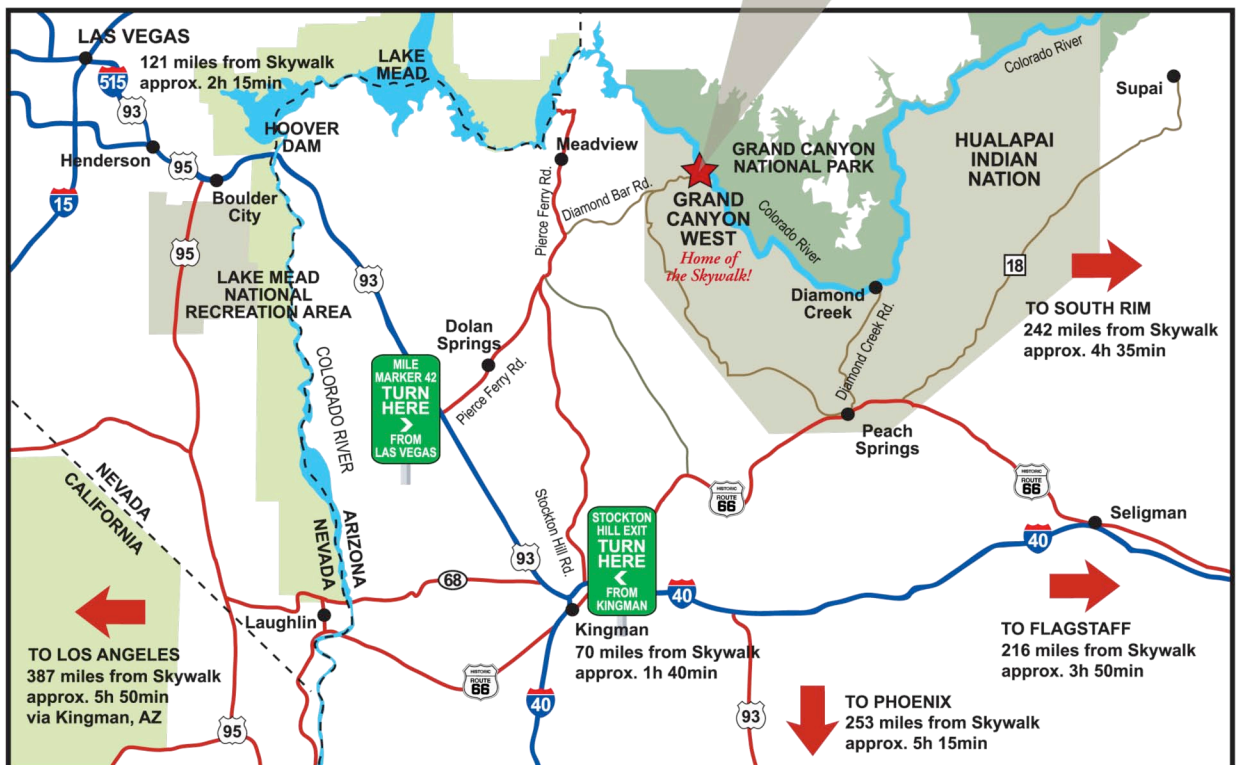 LAS VEGAS
121 miles from Skywalk
approx. 2h 15min
515
93
LAKE
MEAD
Colorado River
Supai
HOOVER
DAM
Henderson
95
Meadview
GRAND CANYON
NATIONAL PARK
HUALAPAI
INDIAN
NATION
15
Boulder
City
Pierce Ferry Rd.
Diamond Bar Rd.
GRAND
CANYON
WEST
Home of
the Skywalk!
Colorado River
95
93
18
LAKE MEAD
NATIONAL
RECREATION AREA
Diamond
Creek
TO SOUTH RIM
242 miles from Skywalk
approx. 4h 35min
Dolan
Springs
COLORADO RIVER
MILE
MARKER 42
TURN
HERE
>
FROM
LAS VEGAS
Pierce Ferry Rd.
Diamond Creek Rd.
Peach
Springs
NEVADA
CALIFORNIA
HISTORIC
ROUTE
66
HISTORIC
ROUTE
66
Stockton Hill Rd.
STOCKTON
HILL EXIT
TURN
HERE
<
FROM
KINGMAN
Seligman
40
NEVADA
ARIZONA
93
68
40
Laughlin
Kingman
70 miles from Skywalk
approx. 1h 40min
TO LOS ANGELES
387 miles from Skywalk
approx. 5h 50min
via Kingman, AZ
TO FLAGSTAFF
216 miles from Skywalk
approx. 3h 50min
HISTORIC
ROUTE
66
40
95
93
TO PHOENIX
253 miles from Skywalk
approx. 5h 15min